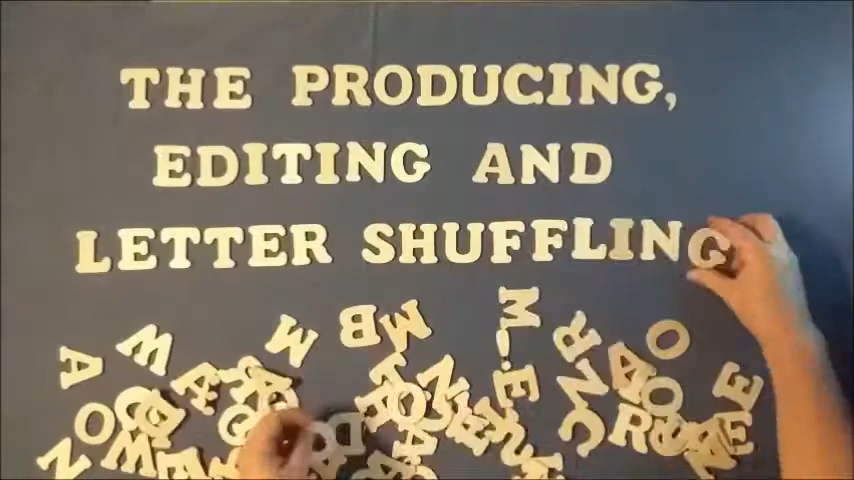 THE PRODUCING,
EDITING AND
LETTER SHUFFLING